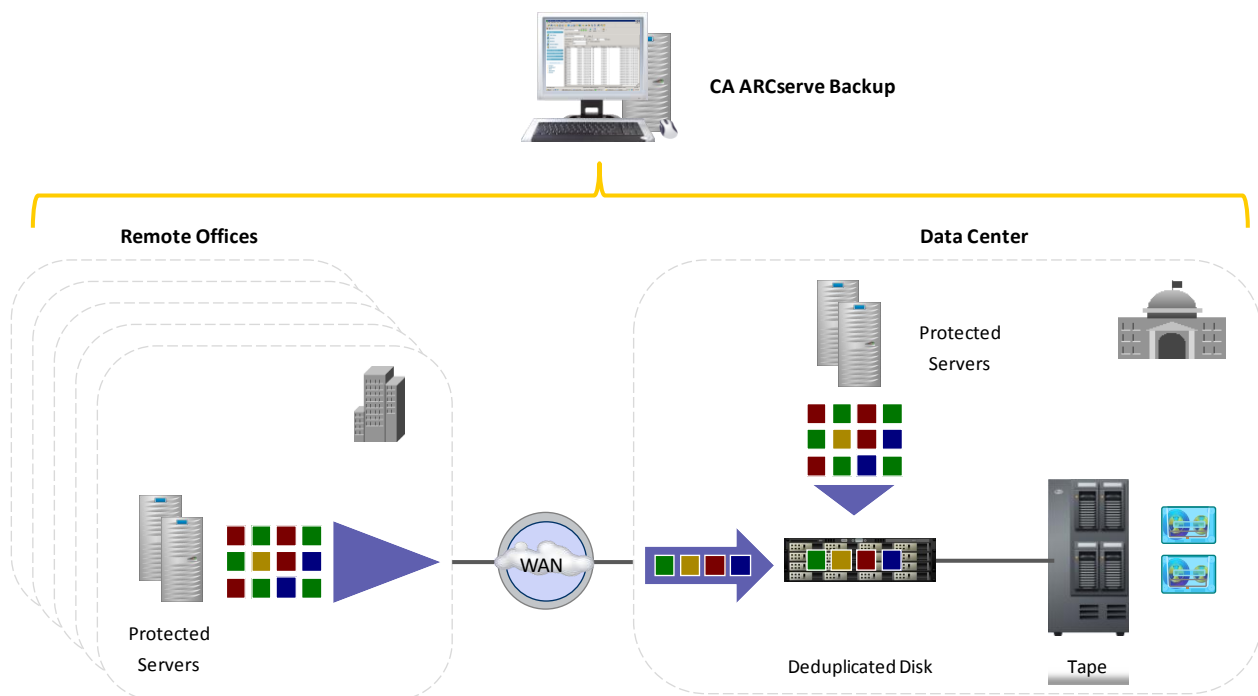 CA ARCserve Backup
Remote Offices
Data Center
Protected
Servers
WAN
Protected
Servers
Deduplicated Disk
Tape